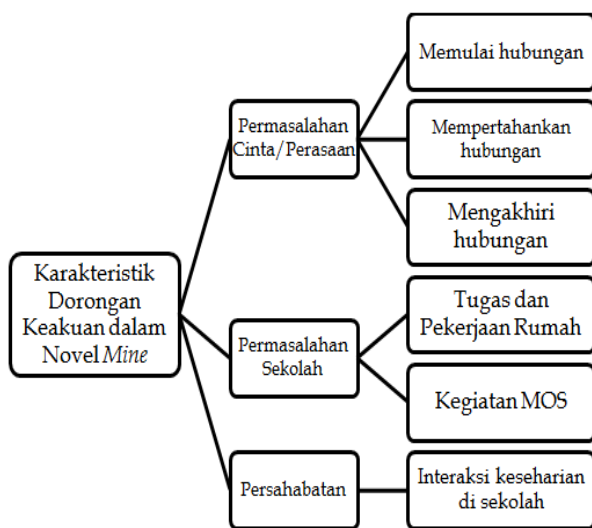 Karakteristik
Dorongan
Keakuan dalam
Novel Mine
Permasalahan
Cinta/Perasaan
Memulai hubungan
Mempertahankan
hubungan
Mengakhiri
hubungan
Permasalahan
Sekolah
Tugas dan
Pekerjaan Rumah
Kegiatan MOS
Persahabatan
Interaksi keseharian
di sekolah